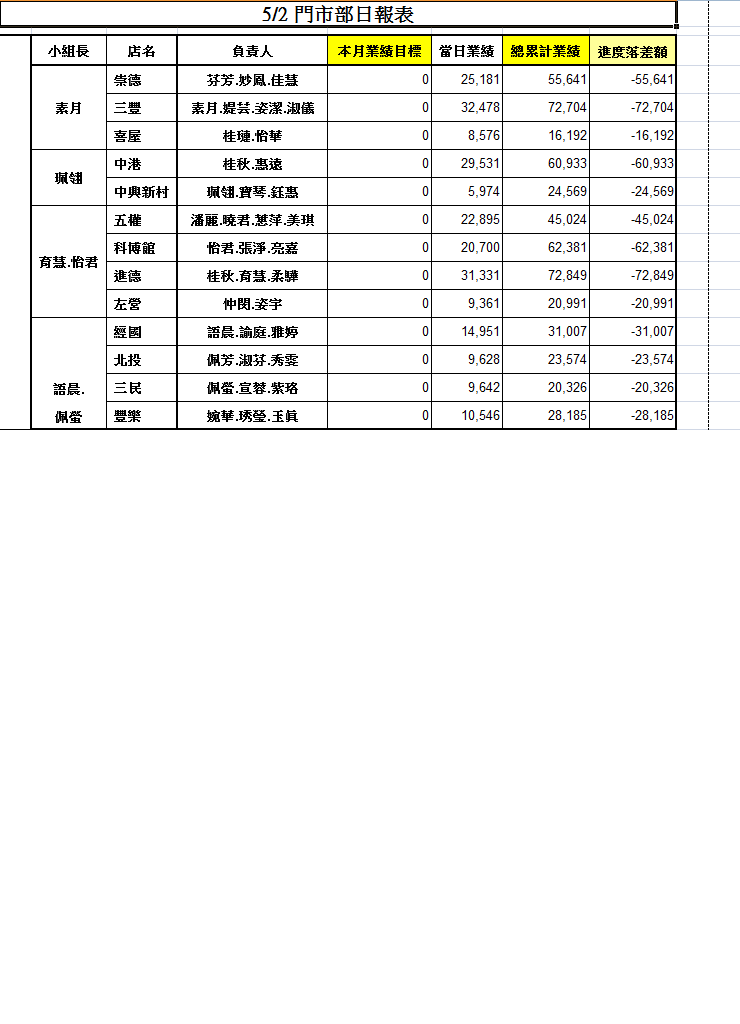 5/2 門市部日報表
小組長 店名 負責人 本月業績目標 當日業績 總累計業績 進度落差額
素月 崇德 芬芳.妙鳳.佳慧 0 25,181 55,641 -55,641
三豐 素月.緹芸.姿潔.淑儀 0 32,478 72,704 -72,704
喜屋 桂璉.怡華 0 8,576 16,192 -16,192
珮翎 中港 桂秋.惠遠 0 29,531 60,933 -60,933
中興新村 珮翎.寶琴.鈺惠 0 5,974 24,569 -24,569
育慧.怡君 五權 潘麗.曉君.慧萍.美琪 0 22,895 45,024 -45,024
科博館 怡君.張淨.亮嘉 0 20,700 62,381 -62,381
進德 桂秋.育慧.柔驊 0 31,331 72,849 -72,849
左營 仲閔.姿宇 0 9,361 20,991 -20,991
語晨. 佩螢 經國 語晨.諭庭.雅婷 0 14,951 31,007 -31,007
北投 佩芳.淑芬.秀雯 0 9,628 23,574 -23,574
三民 佩螢.宣蓉.紫珞 0 9,642 20,326 -20,326
豐樂 婉華.琇瑩.玉真 0 10,546 28,185 -28,185